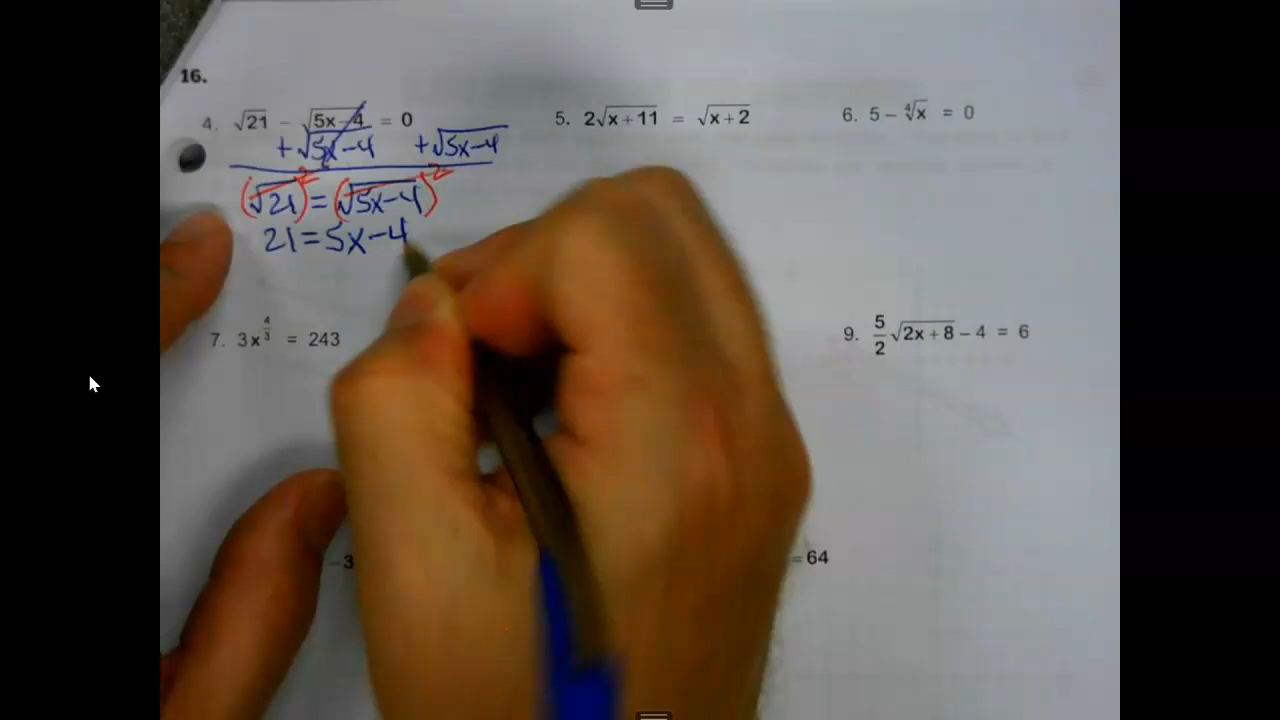 16.
4. √21 − √5x−4 = 0
+√5x−4 +√5x−4
(√21)² = (√5x−4)²
21=5x−4
5. 2√x+11 = √x+2
6. 5 − ∜x = 0
7. 3x^(4/3) = 243
9. 5/2 √2x+8 − 4 = 6
−3
= 64